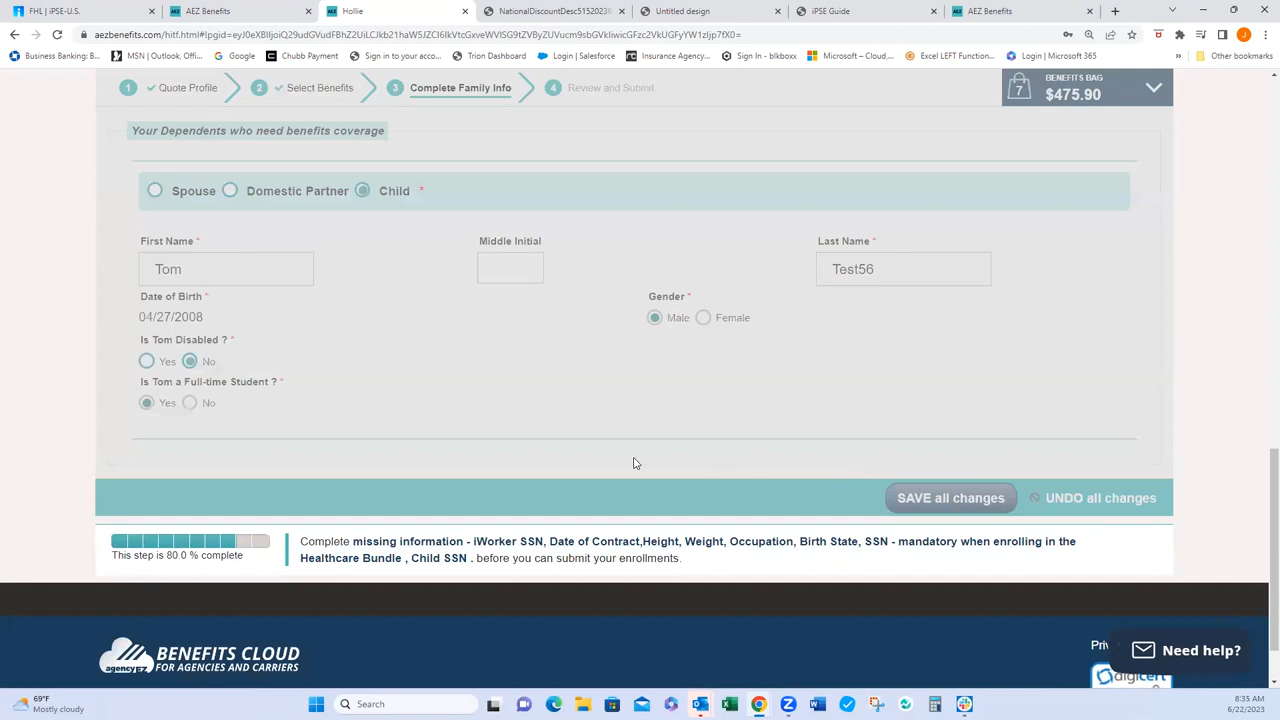 FHL | iPSE-U.S.
AEZ Benefits
Hollie
NationalDiscountDesc51520236
Untitled design
iPSE Guide
AEZ Benefits
Business Banking: B
MSN | Outlook, Offi
Google
Chubb Payment
Sign in to your acco
Trion Dashboard
Login | Salesforce
Insurance Agency
Sign In - blkboxx
Microsoft – Cloud
Excel LEFT Function
Login | Microsoft 365
Other bookmarks
1 Quote Profile
2 Select Benefits
3 Complete Family Info
4 Review and Submit
7
BENEFITS BAG
$475.90
Your Dependents who need benefits coverage
Spouse Domestic Partner Child *
First Name * Middle Initial Last Name *
Tom Test56
Date of Birth * Gender *
04/27/2008 Male Female
Is Tom Disabled ? *
Yes No
Is Tom a Full-time Student ? *
Yes No
SAVE all changes UNDO all changes
Complete missing information - iWorker SSN, Date of Contract,Height, Weight, Occupation, Birth State, SSN - mandatory when enrolling in the
This step is 80.0 % complete
Healthcare Bundle , Child SSN . before you can submit your enrollments.
agencyEZ
BENEFITS CLOUD
FOR AGENCIES AND CARRIERS
Need help?
digicert
69°F
Mostly cloudy
Search
8:35 AM
6/22/2023